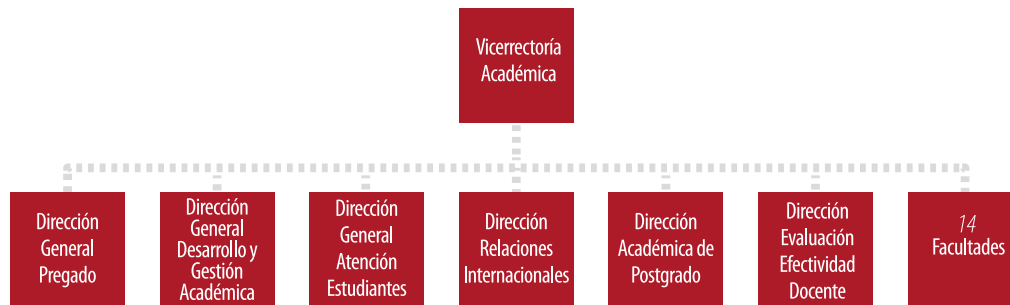 Vicerrectoría
Académica
Dirección
General
Pregado
Dirección
General
Desarrollo y
Gestión
Académica
Dirección
General
Atención
Estudiantes
Dirección
Relaciones
Internacionales
Dirección
Académica de
Postgrado
Dirección
Evaluación
Efectividad
Docente
14
Facultades